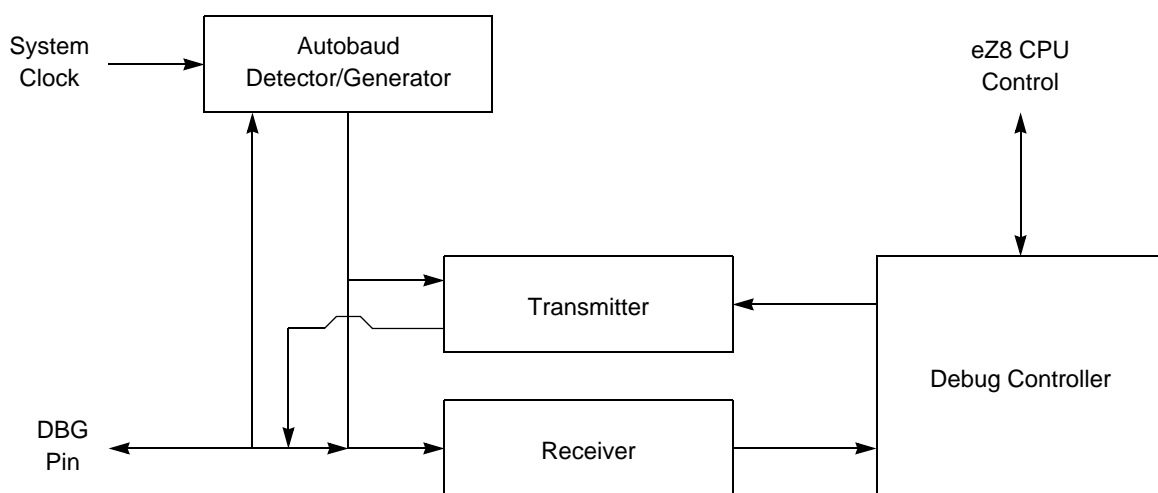 System
Clock
Autobaud
Detector/Generator
eZ8 CPU
Control
Transmitter
Debug Controller
DBG
Pin
Receiver